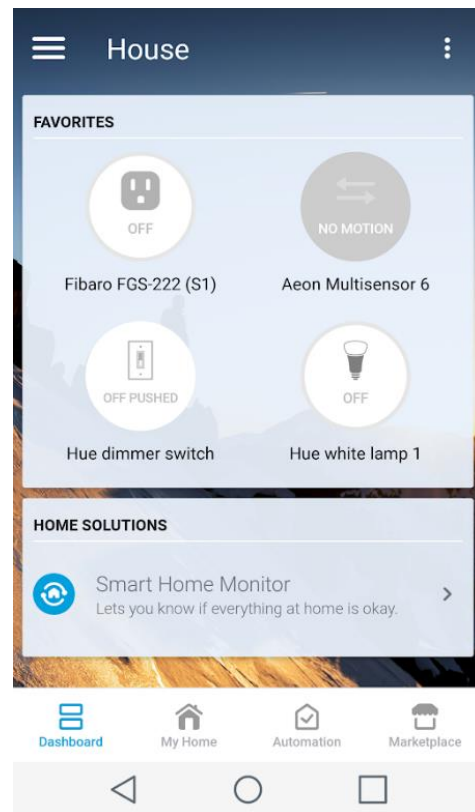 House
FAVORITES
OFF
NO MOTION
Fibaro FGS-222 (S1)
Aeon Multisensor 6
OFF PUSHED
OFF
Hue dimmer switch
Hue white lamp 1
HOME SOLUTIONS
Smart Home Monitor
Lets you know if everything at home is okay.
Dashboard
My Home
Automation
Marketplace